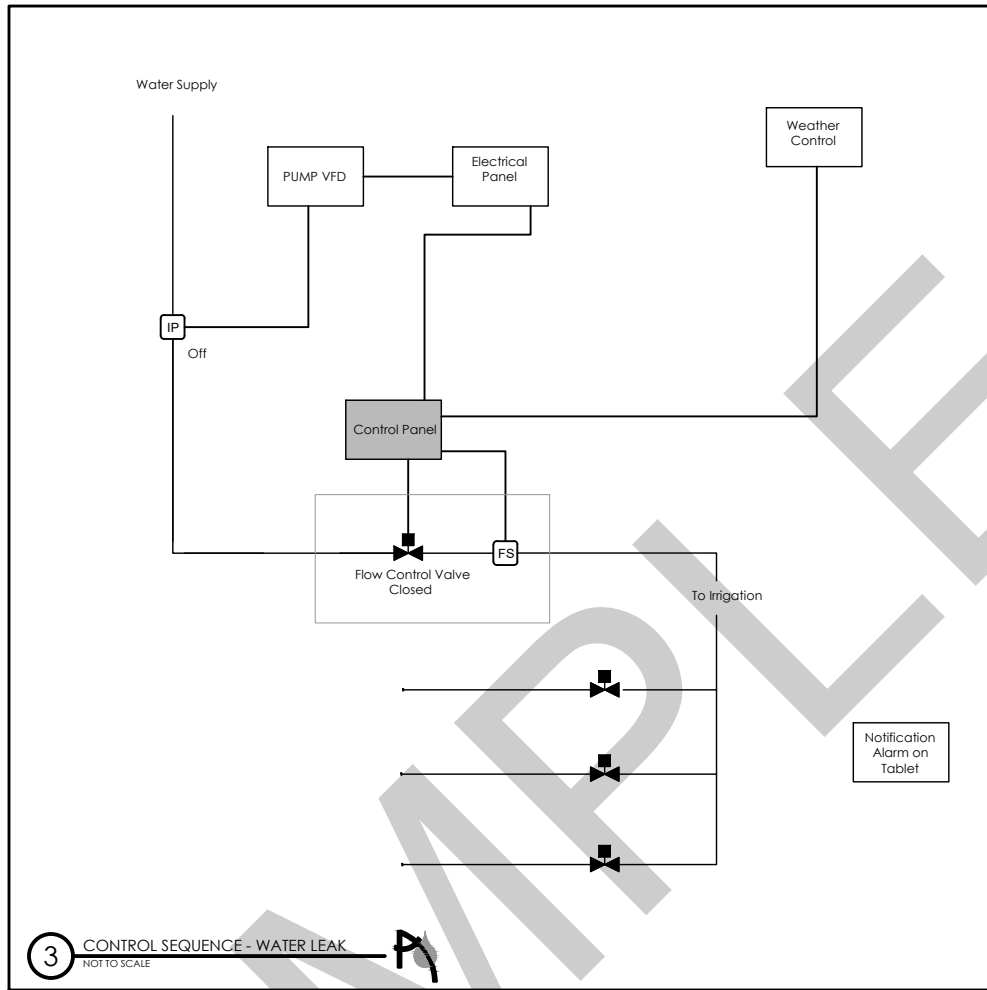 Water Supply
Weather
Control
PUMP VFD
Electrical
Panel
IP
Off
Control Panel
FS
Flow Control Valve
Closed
To Irrigation
Notification
Alarm on
Tablet
3
CONTROL SEQUENCE - WATER LEAK
NOT TO SCALE
MPLE